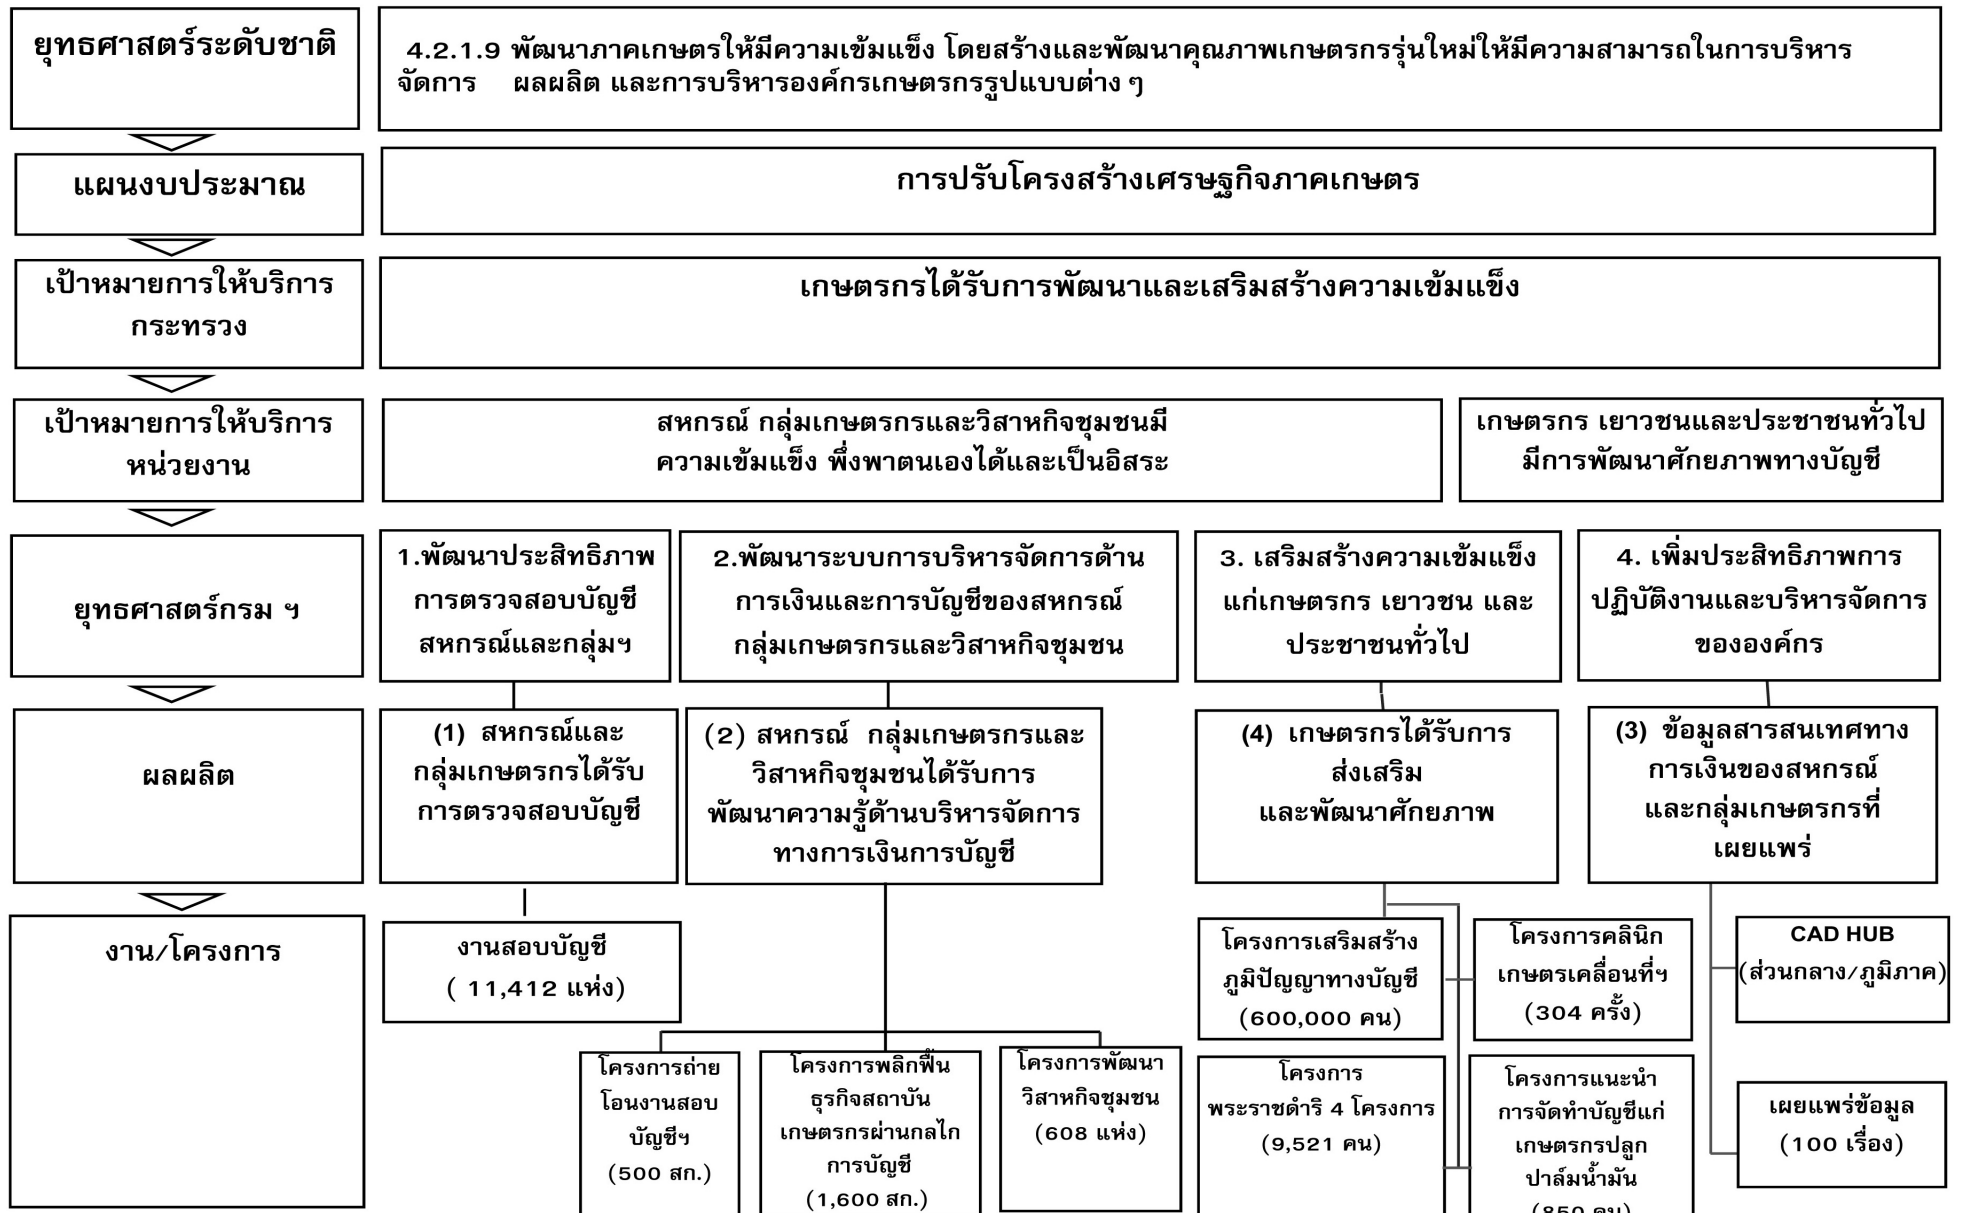 ยุทธศาสตร์ระดับชาติ
4.2.1.9 พัฒนาภาคเกษตรให้มีความเข้มแข็ง โดยสร้างและพัฒนาคุณภาพเกษตรกรรุ่นใหม่ให้มีความสามารถในการบริหาร
จัดการ ผลผลิต และการบริหารองค์กรเกษตรกรรูปแบบต่าง ๆ
แผนงบประมาณ
การปรับโครงสร้างเศรษฐกิจภาคเกษตร
เป้าหมายการให้บริการ
กระทรวง
เกษตรกรได้รับการพัฒนาและเสริมสร้างความเข้มแข็ง
เป้าหมายการให้บริการ
หน่วยงาน
สหกรณ์ กลุ่มเกษตรกรและวิสาหกิจชุมชนมี
ความเข้มแข็ง พึ่งพาตนเองได้และเป็นอิสระ
เกษตรกร เยาวชนและประชาชนทั่วไป
มีการพัฒนาศักยภาพทางบัญชี
ยุทธศาสตร์กรม ฯ
1.พัฒนาประสิทธิภาพ
การตรวจสอบบัญชี
สหกรณ์และกลุ่มฯ
2.พัฒนาระบบการบริหารจัดการด้าน
การเงินและการบัญชีของสหกรณ์
กลุ่มเกษตรกรและวิสาหกิจชุมชน
3. เสริมสร้างความเข้มแข็ง
แก่เกษตรกร เยาวชน และ
ประชาชนทั่วไป
4. เพิ่มประสิทธิภาพการ
ปฏิบัติงานและบริหารจัดการ
ขององค์กร
ผลผลิต
(1) สหกรณ์และ
กลุ่มเกษตรกรได้รับ
การตรวจสอบบัญชี
(2) สหกรณ์ กลุ่มเกษตรกรและ
วิสาหกิจชุมชนได้รับการ
พัฒนาความรู้ด้านบริหารจัดการ
ทางการเงินการบัญชี
(4) เกษตรกรได้รับการ
ส่งเสริม
และพัฒนาศักยภาพ
(3) ข้อมูลสารสนเทศทาง
การเงินของสหกรณ์
และกลุ่มเกษตรกรที่
เผยแพร่
งาน/โครงการ
งานสอบบัญชี
( 11,412 แห่ง)
โครงการถ่าย
โอนงานสอบ
บัญชีฯ
(500 สก.)
โครงการพลิกฟื้น
ธุรกิจสถาบัน
เกษตรกรผ่านกลไก
การบัญชี
(1,600 สก.)
โครงการพัฒนา
วิสาหกิจชุมชน
(608 แห่ง)
โครงการเสริมสร้าง
ภูมิปัญญาทางบัญชี
(600,000 คน)
โครงการคลินิก
เกษตรเคลื่อนที่ฯ
(304 ครั้ง)
โครงการ
พระราชดำริ 4 โครงการ
(9,521 คน)
โครงการแนะนำ
การจัดทำบัญชีแก่
เกษตรกรปลูก
ปาล์มน้ำมัน
(850 คน)
CAD HUB
(ส่วนกลาง/ภูมิภาค)
เผยแพร่ข้อมูล
(100 เรื่อง)